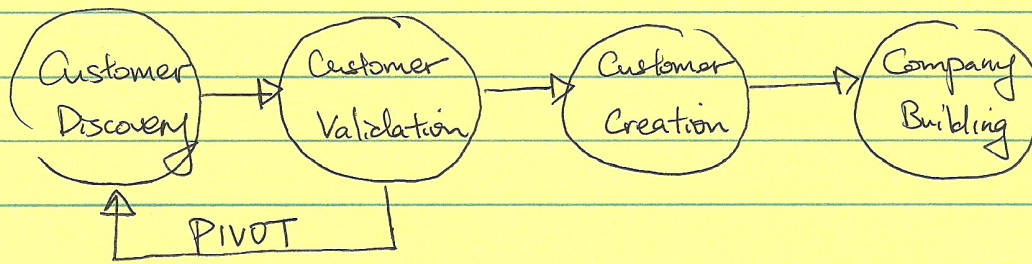 Customer
Discovery
Customer
Validation
Customer
Creation
Company
Building
PIVOT